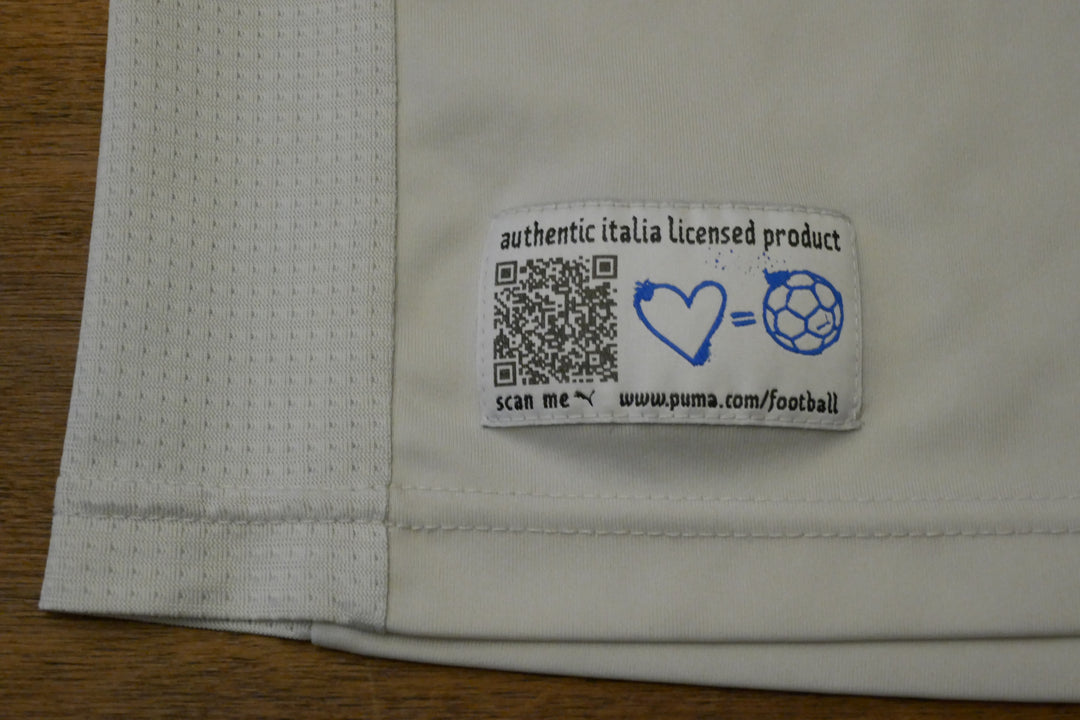 authentic italia licensed product
=
scan me www.puma.com/football